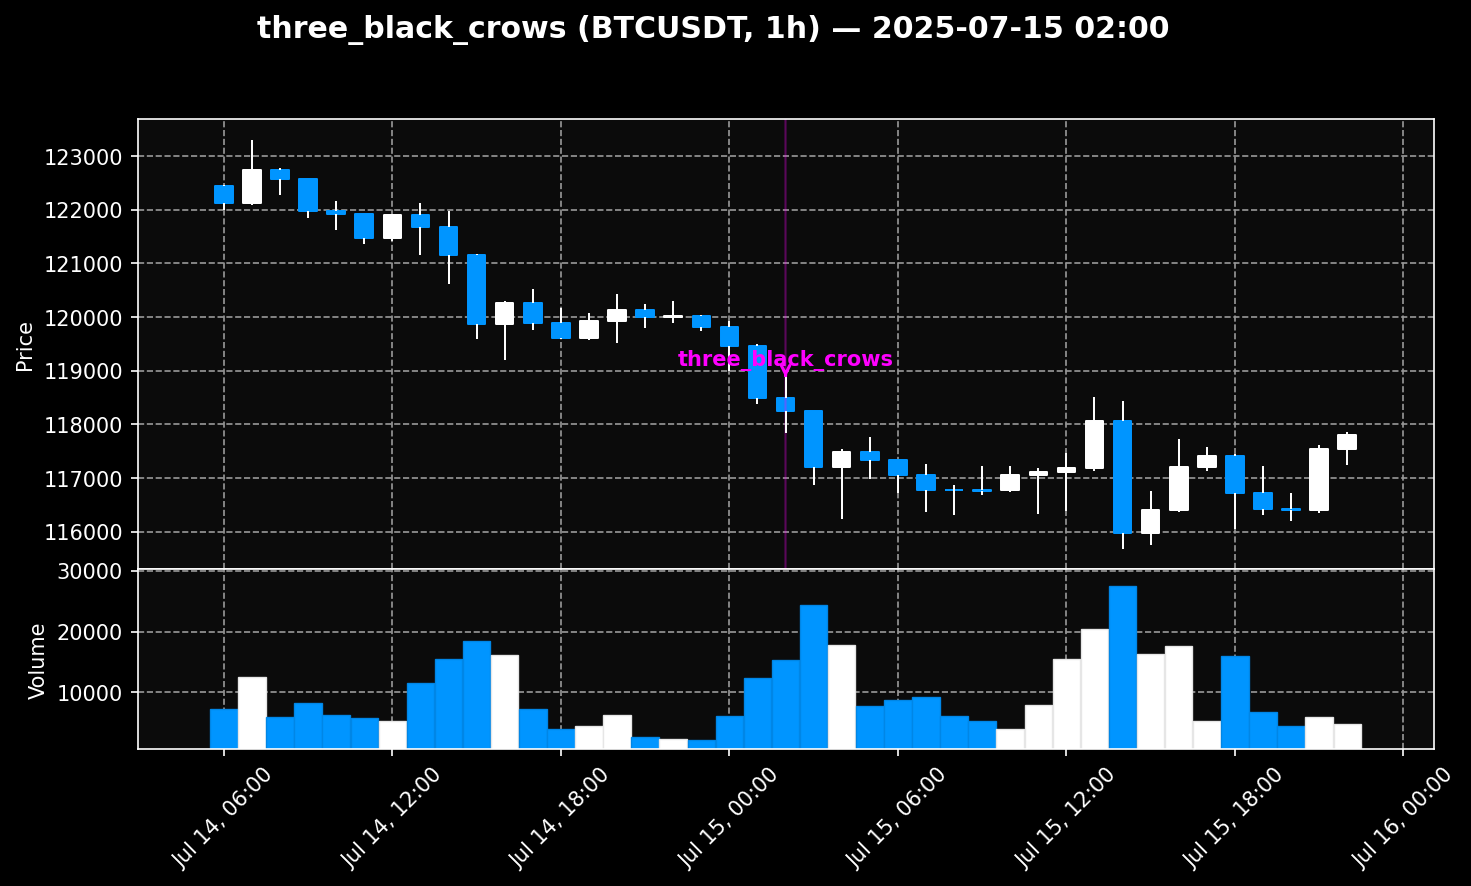 three_black_crows (BTCUSDT, 1h) — 2025-07-15 02:00
Price
123000
122000
121000
120000
119000
118000
117000
116000
three_black_crows
Volume
30000
20000
10000
Jul 14, 06:00
Jul 14, 12:00
Jul 14, 18:00
Jul 15, 00:00
Jul 15, 06:00
Jul 15, 12:00
Jul 15, 18:00
Jul 16, 00:00